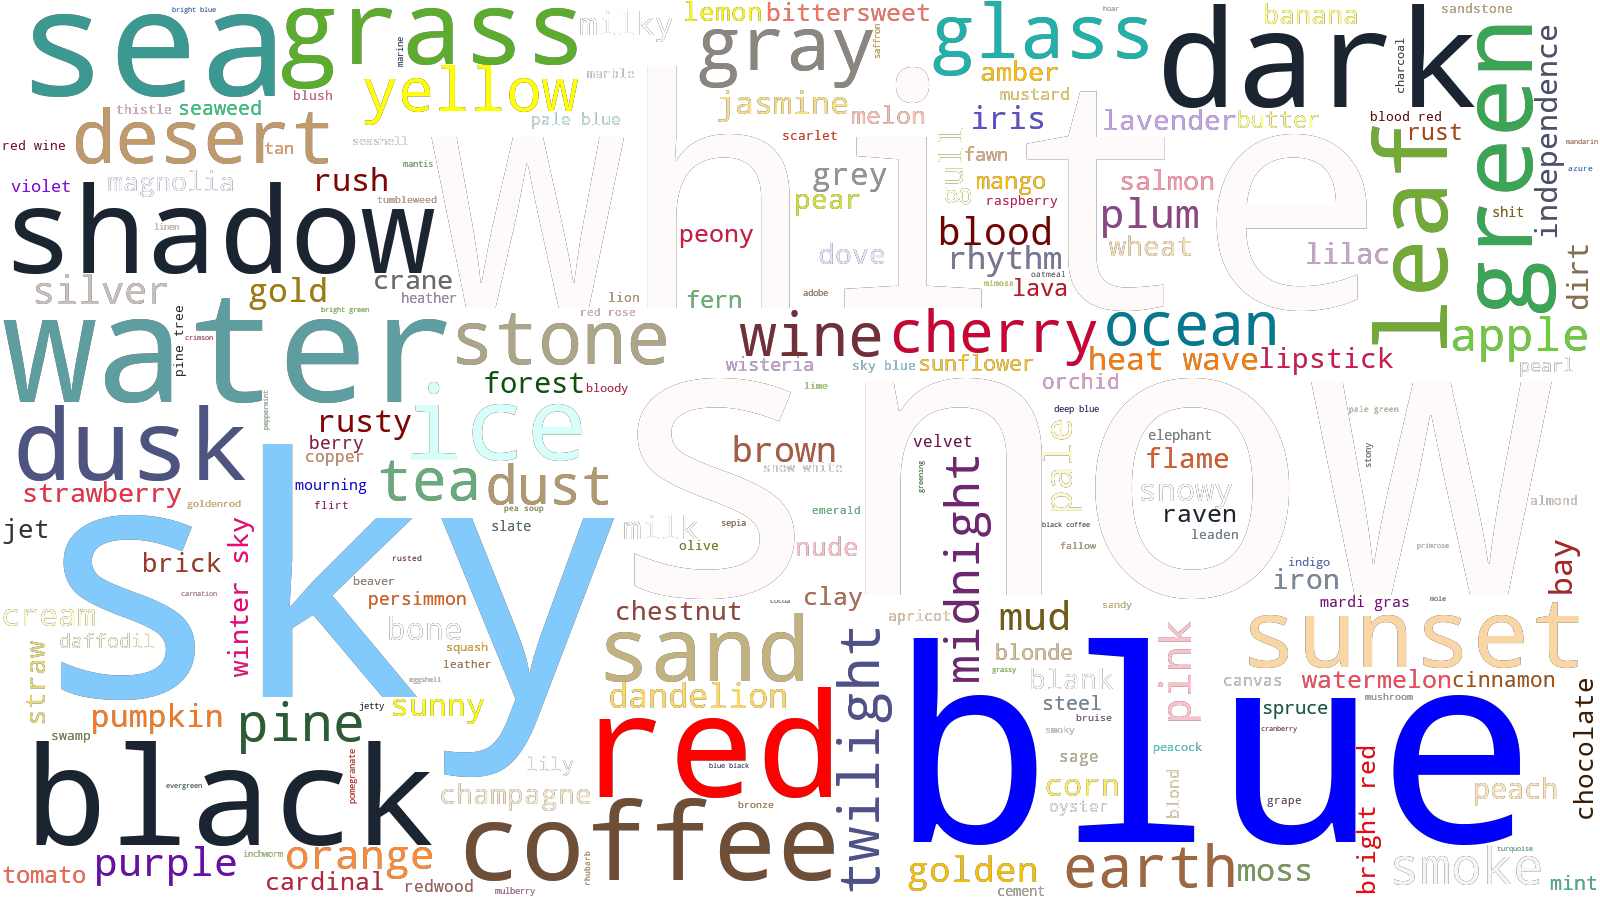 bright blue
sea
grass
milky
lemon
bittersweet
hoar
banana
sandstone
marine
gray
saffron
glass
dark
charcoal
green
independence
blush
yellow
marble
white
amber
mustard
thistle
seaweed
jasmine
melon
iris
lavender
butter
blood red
rust
pale blue
desert
tan
seashell
scarlet
gull
fawn
leaf
mandarin
azure
red wine
mantis
violet
magnolia
rush
grey
mango
salmon
tumbleweed
pear
raspberry
plum
shit
shadow
linen
peony
dove
blood
rhythm
wheat
lilac
dirt
silver
gold
crane
heather
lion
fern
adobe
oatmeal
mimosa
lava
red rose
water
pine tree
bright green
crimson
stone
wine
cherry
ocean
apple
wisteria
sky blue
sunflower
heat wave
lipstick
pearl
forest
bloody
lime
orchid
snow
peppermint
ice
deep blue
pale green
dusk
rusty
berry
copper
brown
velvet
pale
elephant
stony
snow white
flame
tea
dust
greening
snowy
strawberry
goldenrod
mourning
flirt
pea soup
almond
jet
sky
winter sky
slate
milk
sepia
emerald
midnight
black coffee
raven
leaden
brick
rusted
olive
nude
fallow
primrose
bay
beaver
indigo
iron
carnation
persimmon
cocoa
clay
chestnut
apricot
mud
sandy
mardi gras
mole
cream
daffodil
bone
squash
leather
sand
twilight
blonde
pink
sunset
straw
eggshell
grassy
blank
canvas
watermelon
cinnamon
pumpkin
pine
jetty
sunny
dandelion
steel
bruise
spruce
mushroom
chocolate
swamp
red
blue
smoky
peacock
cranberry
black
evergreen
pomegranate
lily
blue black
sage
bright red
champagne
bronze
corn
oyster
blond
grape
peach
coffee
purple
inchworm
orange
turquoise
tomato
cardinal
redwood
mulberry
rhubarb
golden
cement
earth
moss
smoke
mint